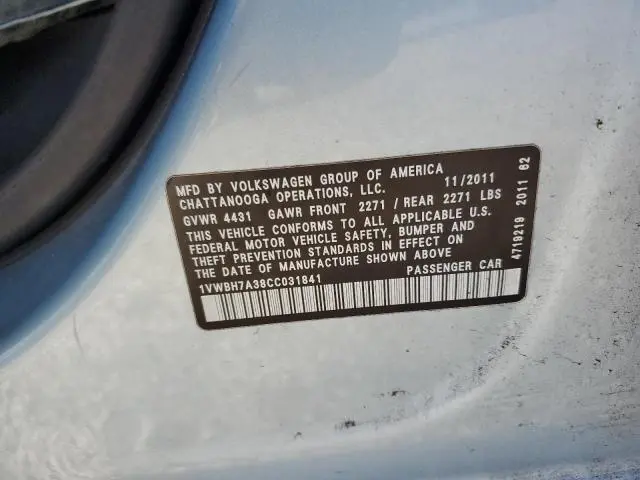 MFD BY VOLKSWAGEN GROUP OF AMERICA
CHATTANOOGA OPERATIONS, LLC. 11/2011
GVWR 4431 GAWR FRONT 2271 / REAR 2271 LBS
THIS VEHICLE CONFORMS TO ALL APPLICABLE U.S.
FEDERAL MOTOR VEHICLE SAFETY, BUMPER AND
THEFT PREVENTION STANDARDS IN EFFECT ON
THE DATE OF MANUFACTURE SHOWN ABOVE
1VWBH7A38CC031841 PASSENGER CAR
4719219 2011 62